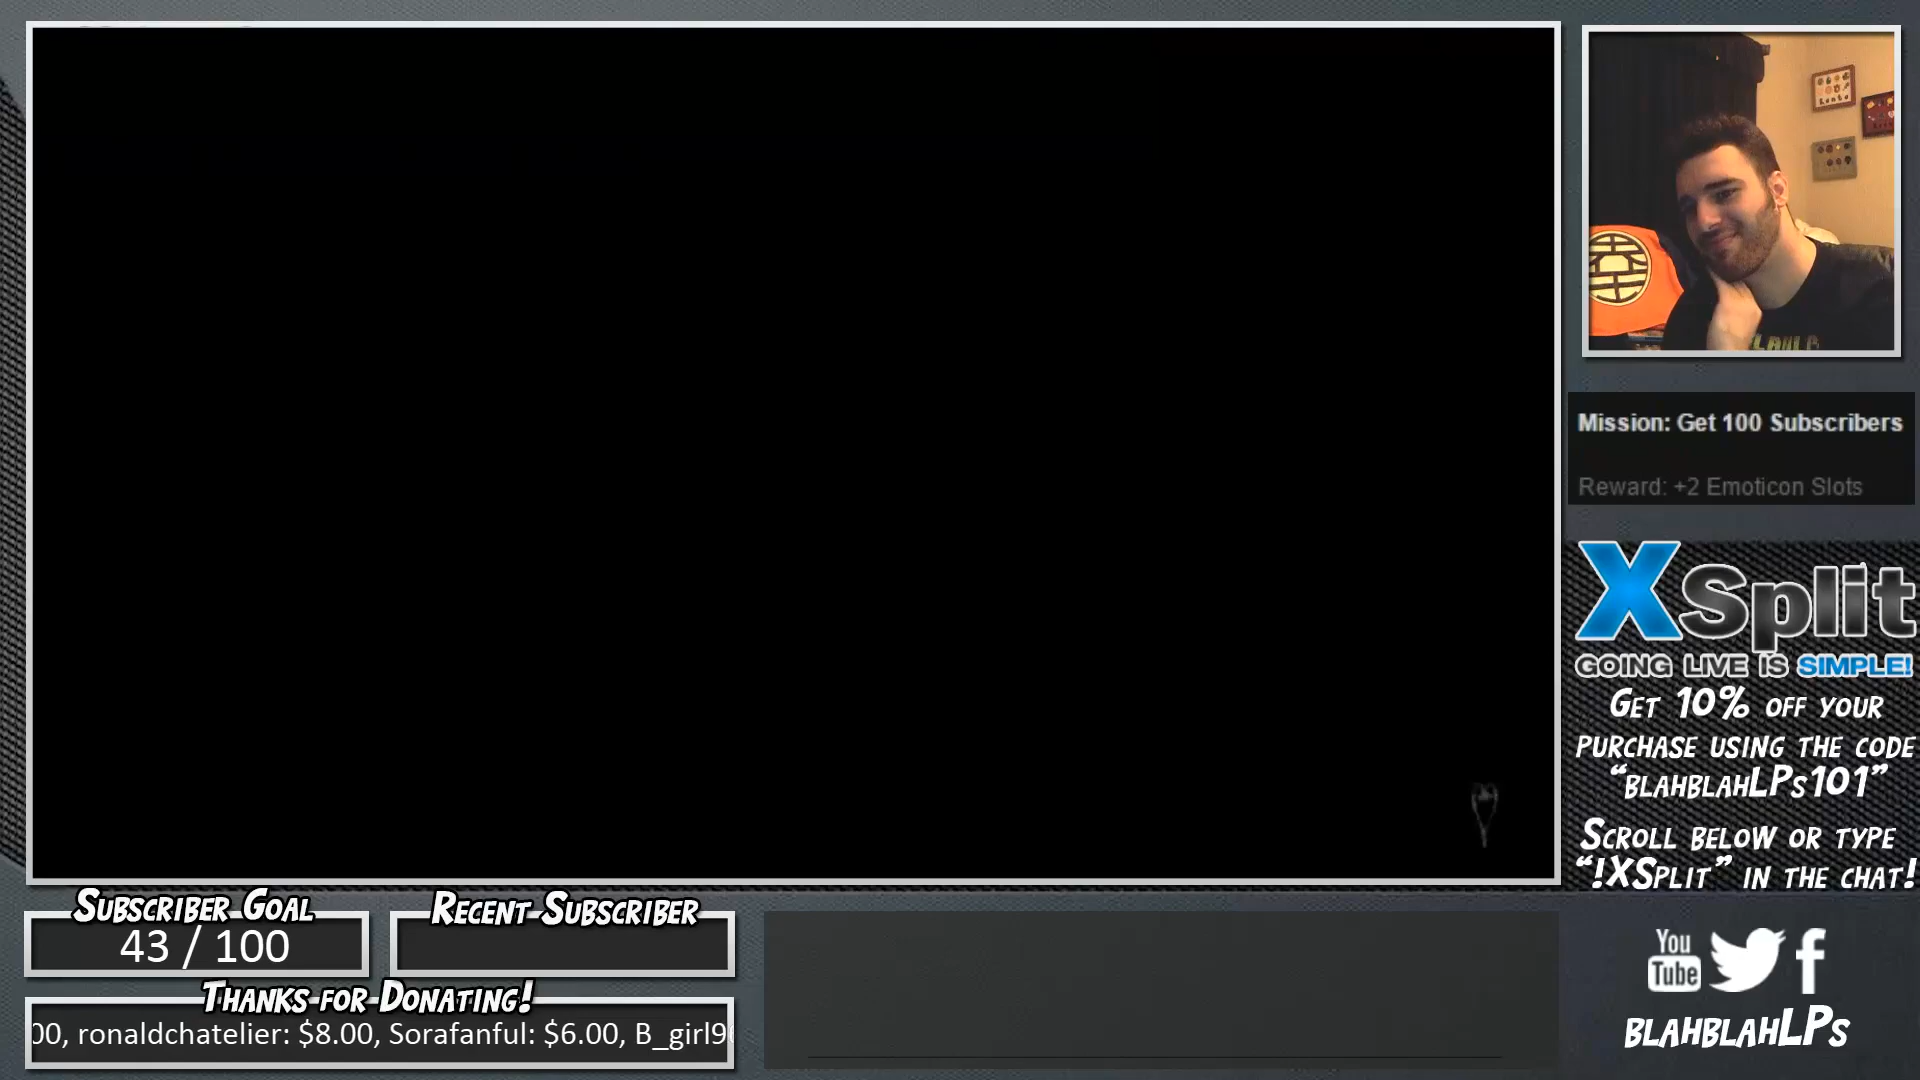 Mission: Get 100 Subscribers
Reward: +2 Emoticon Slots
XSplit
GOING LIVE IS SIMPLE!
GET 10% OFF YOUR
PURCHASE USING THE CODE
“BLAHBLAHLPs101”
SCROLL BELOW OR TYPE
“!XSPLIT” IN THE CHAT!
SUBSCRIBER GOAL
43 / 100
RECENT SUBSCRIBER
THANKS FOR DONATING!
00, ronaldchatelier: $8.00, Sorafanful: $6.00, B_girl9
You
Tube
BLAHBLAHLPs